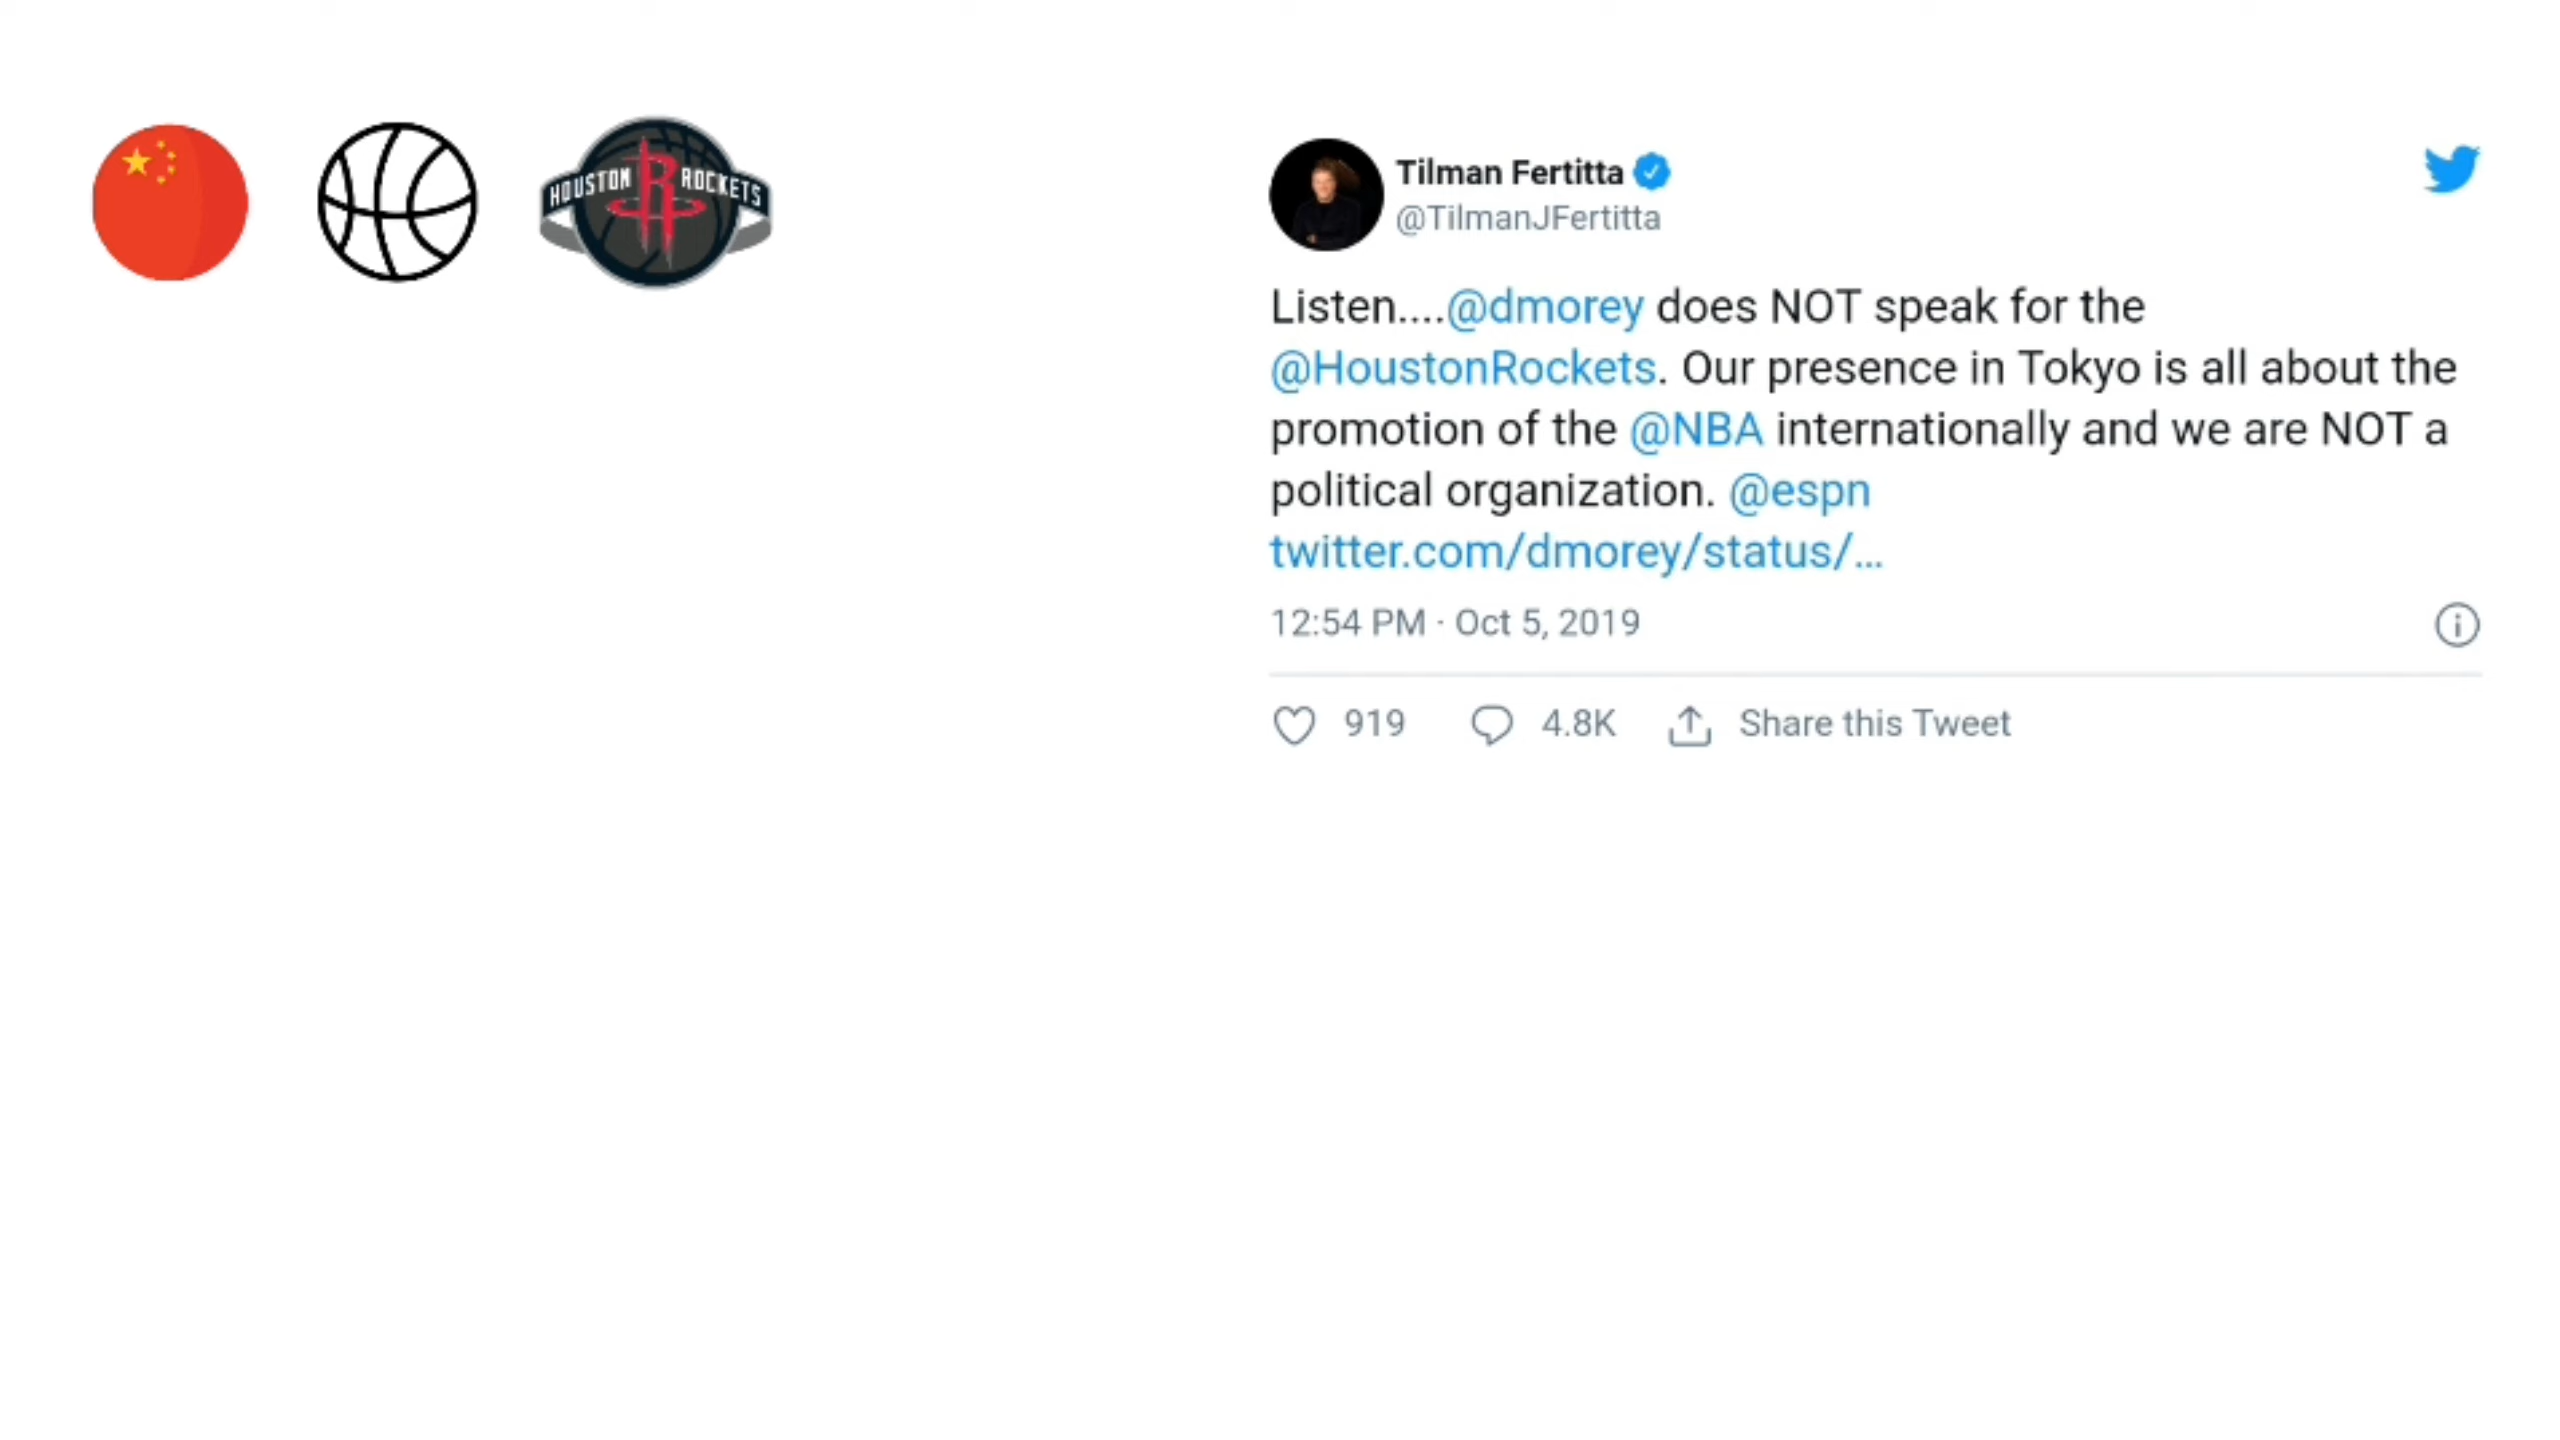 HOUSTON ROCKETS
Tilman Fertitta
@TilmanJFertitta
Listen....@dmorey does NOT speak for the
@HoustonRockets. Our presence in Tokyo is all about the
promotion of the @NBA internationally and we are NOT a
political organization. @espn
twitter.com/dmorey/status/...
12:54 PM · Oct 5, 2019
919 4.8K Share this Tweet